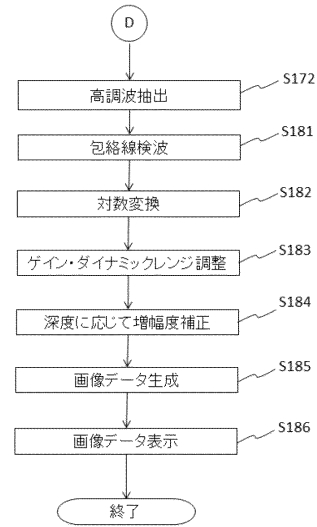 D
高調波抽出
S172
包絡線検波
S181
対数変換
S182
ゲイン・ダイナミックレンジ調整
S183
深度に応じて増幅度補正
S184
画像データ生成
S185
画像データ表示
S186
終了